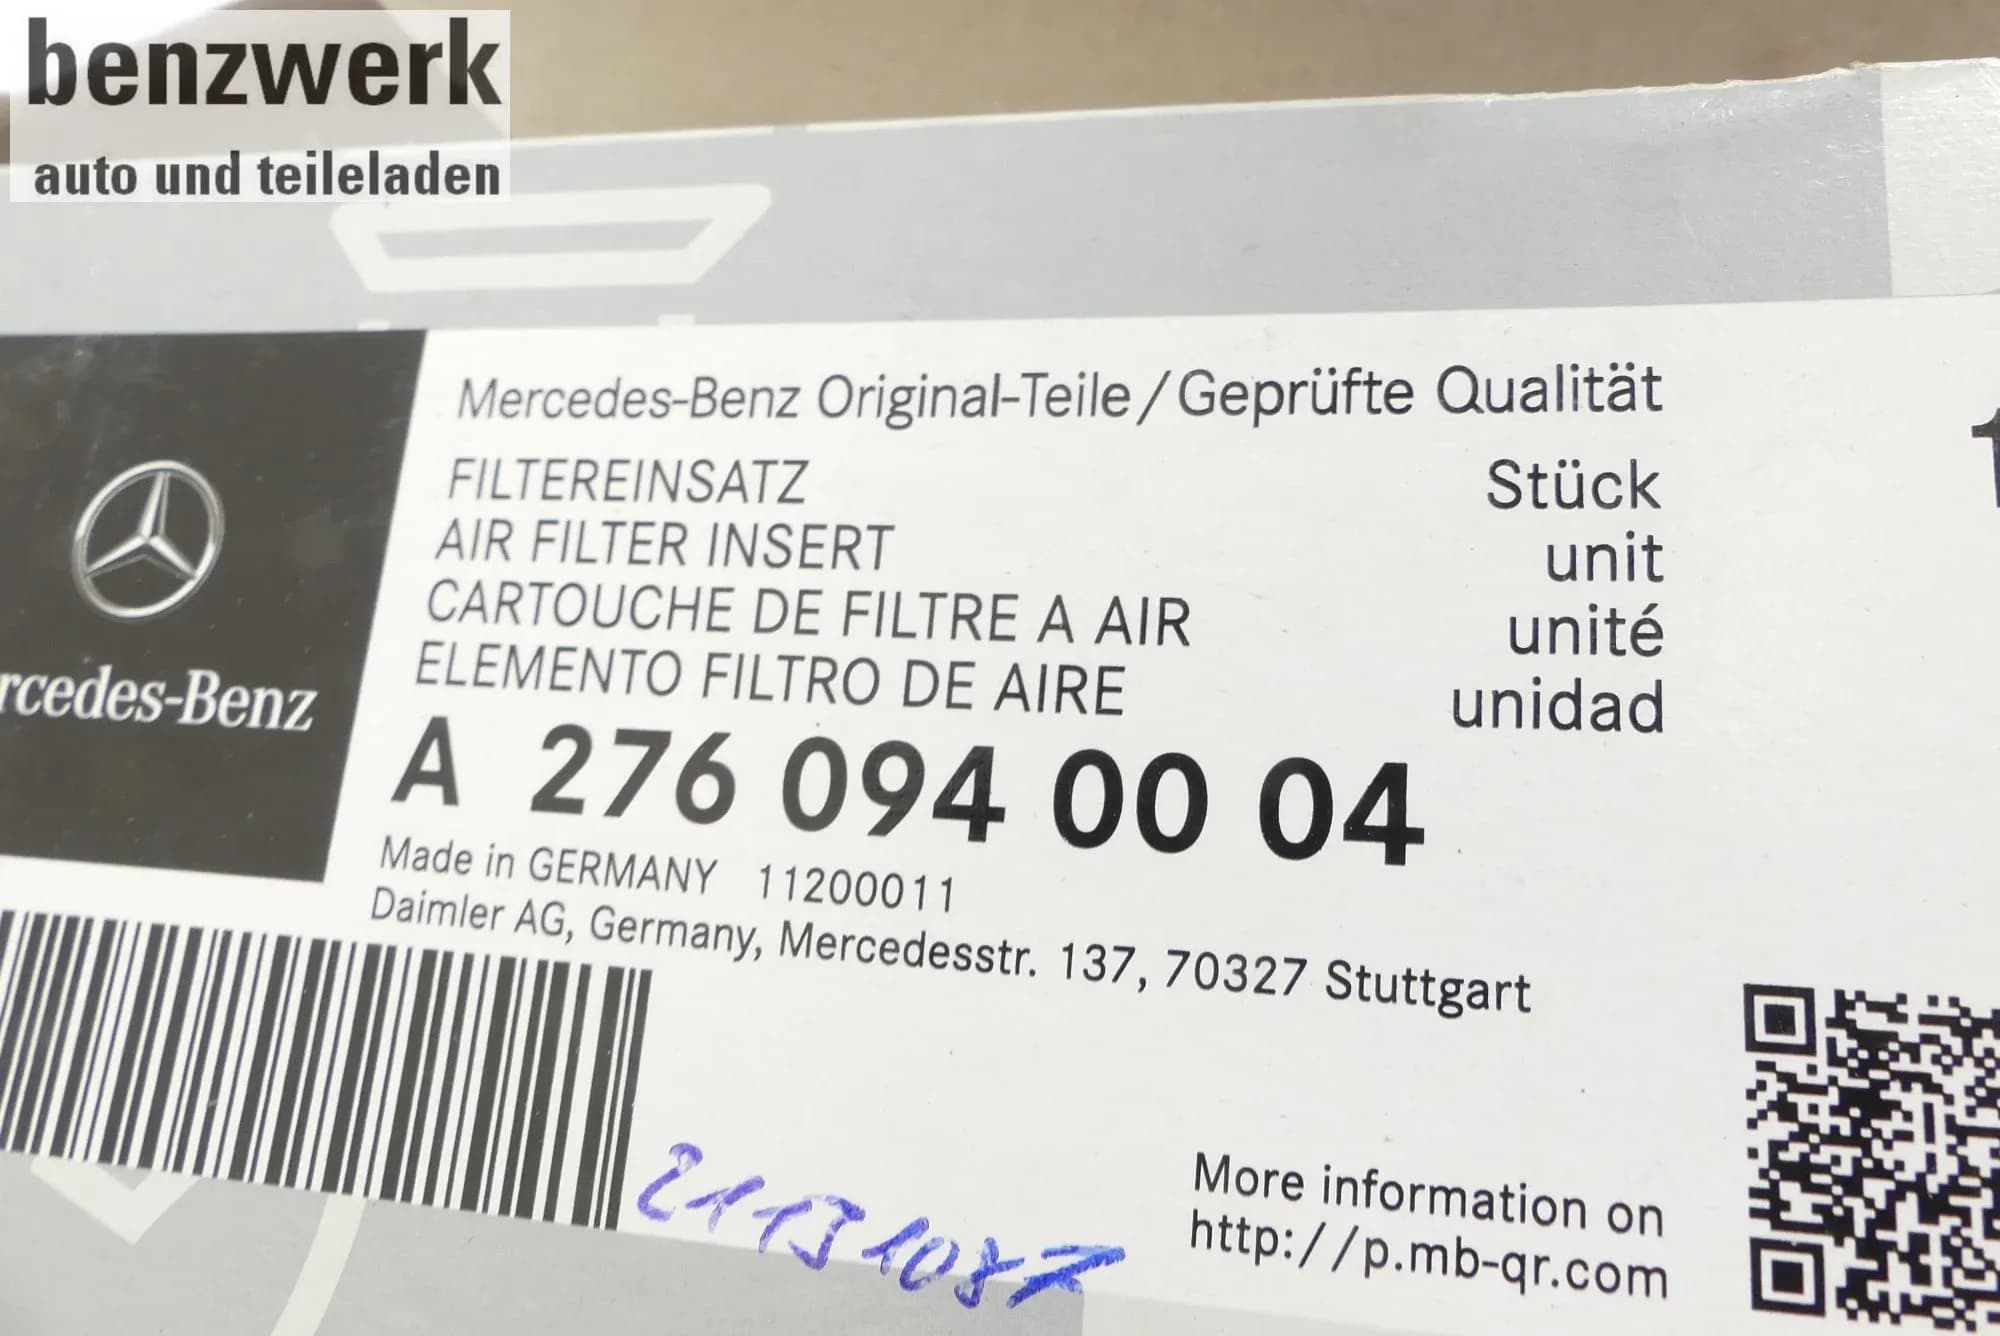 benzwerk
auto und teileladen
Mercedes-Benz Original-Teile/Geprüfte Qualität
FILTEREINSATZ Stück
AIR FILTER INSERT unit
CARTOUCHE DE FILTRE A AIR unité
ELEMENTO FILTRO DE AIRE unidad
rcedes-Benz
A 276 094 00 04
Made in GERMANY 11200011
Daimler AG, Germany, Mercedesstr. 137, 70327 Stuttgart
More information on
http://p.mb-qr.com